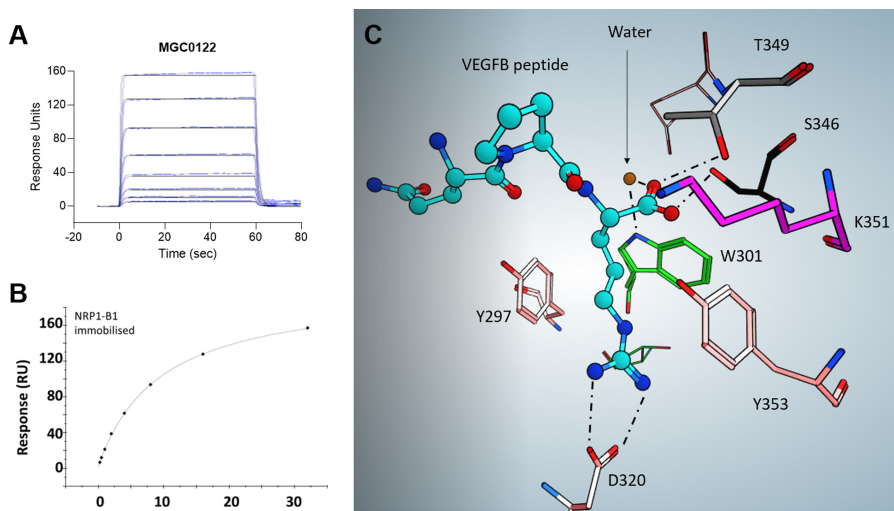 A
MGC0122
Response Units
160
120
80
40
0
-20 0 20 40 60 80
Time (sec)
B
NRP1-B1
immobilised
Response (RU)
160
120
80
40
0
0 10 20 30
C
Water
VEGFB peptide
T349
S346
K351
W301
Y297
Y353
D320